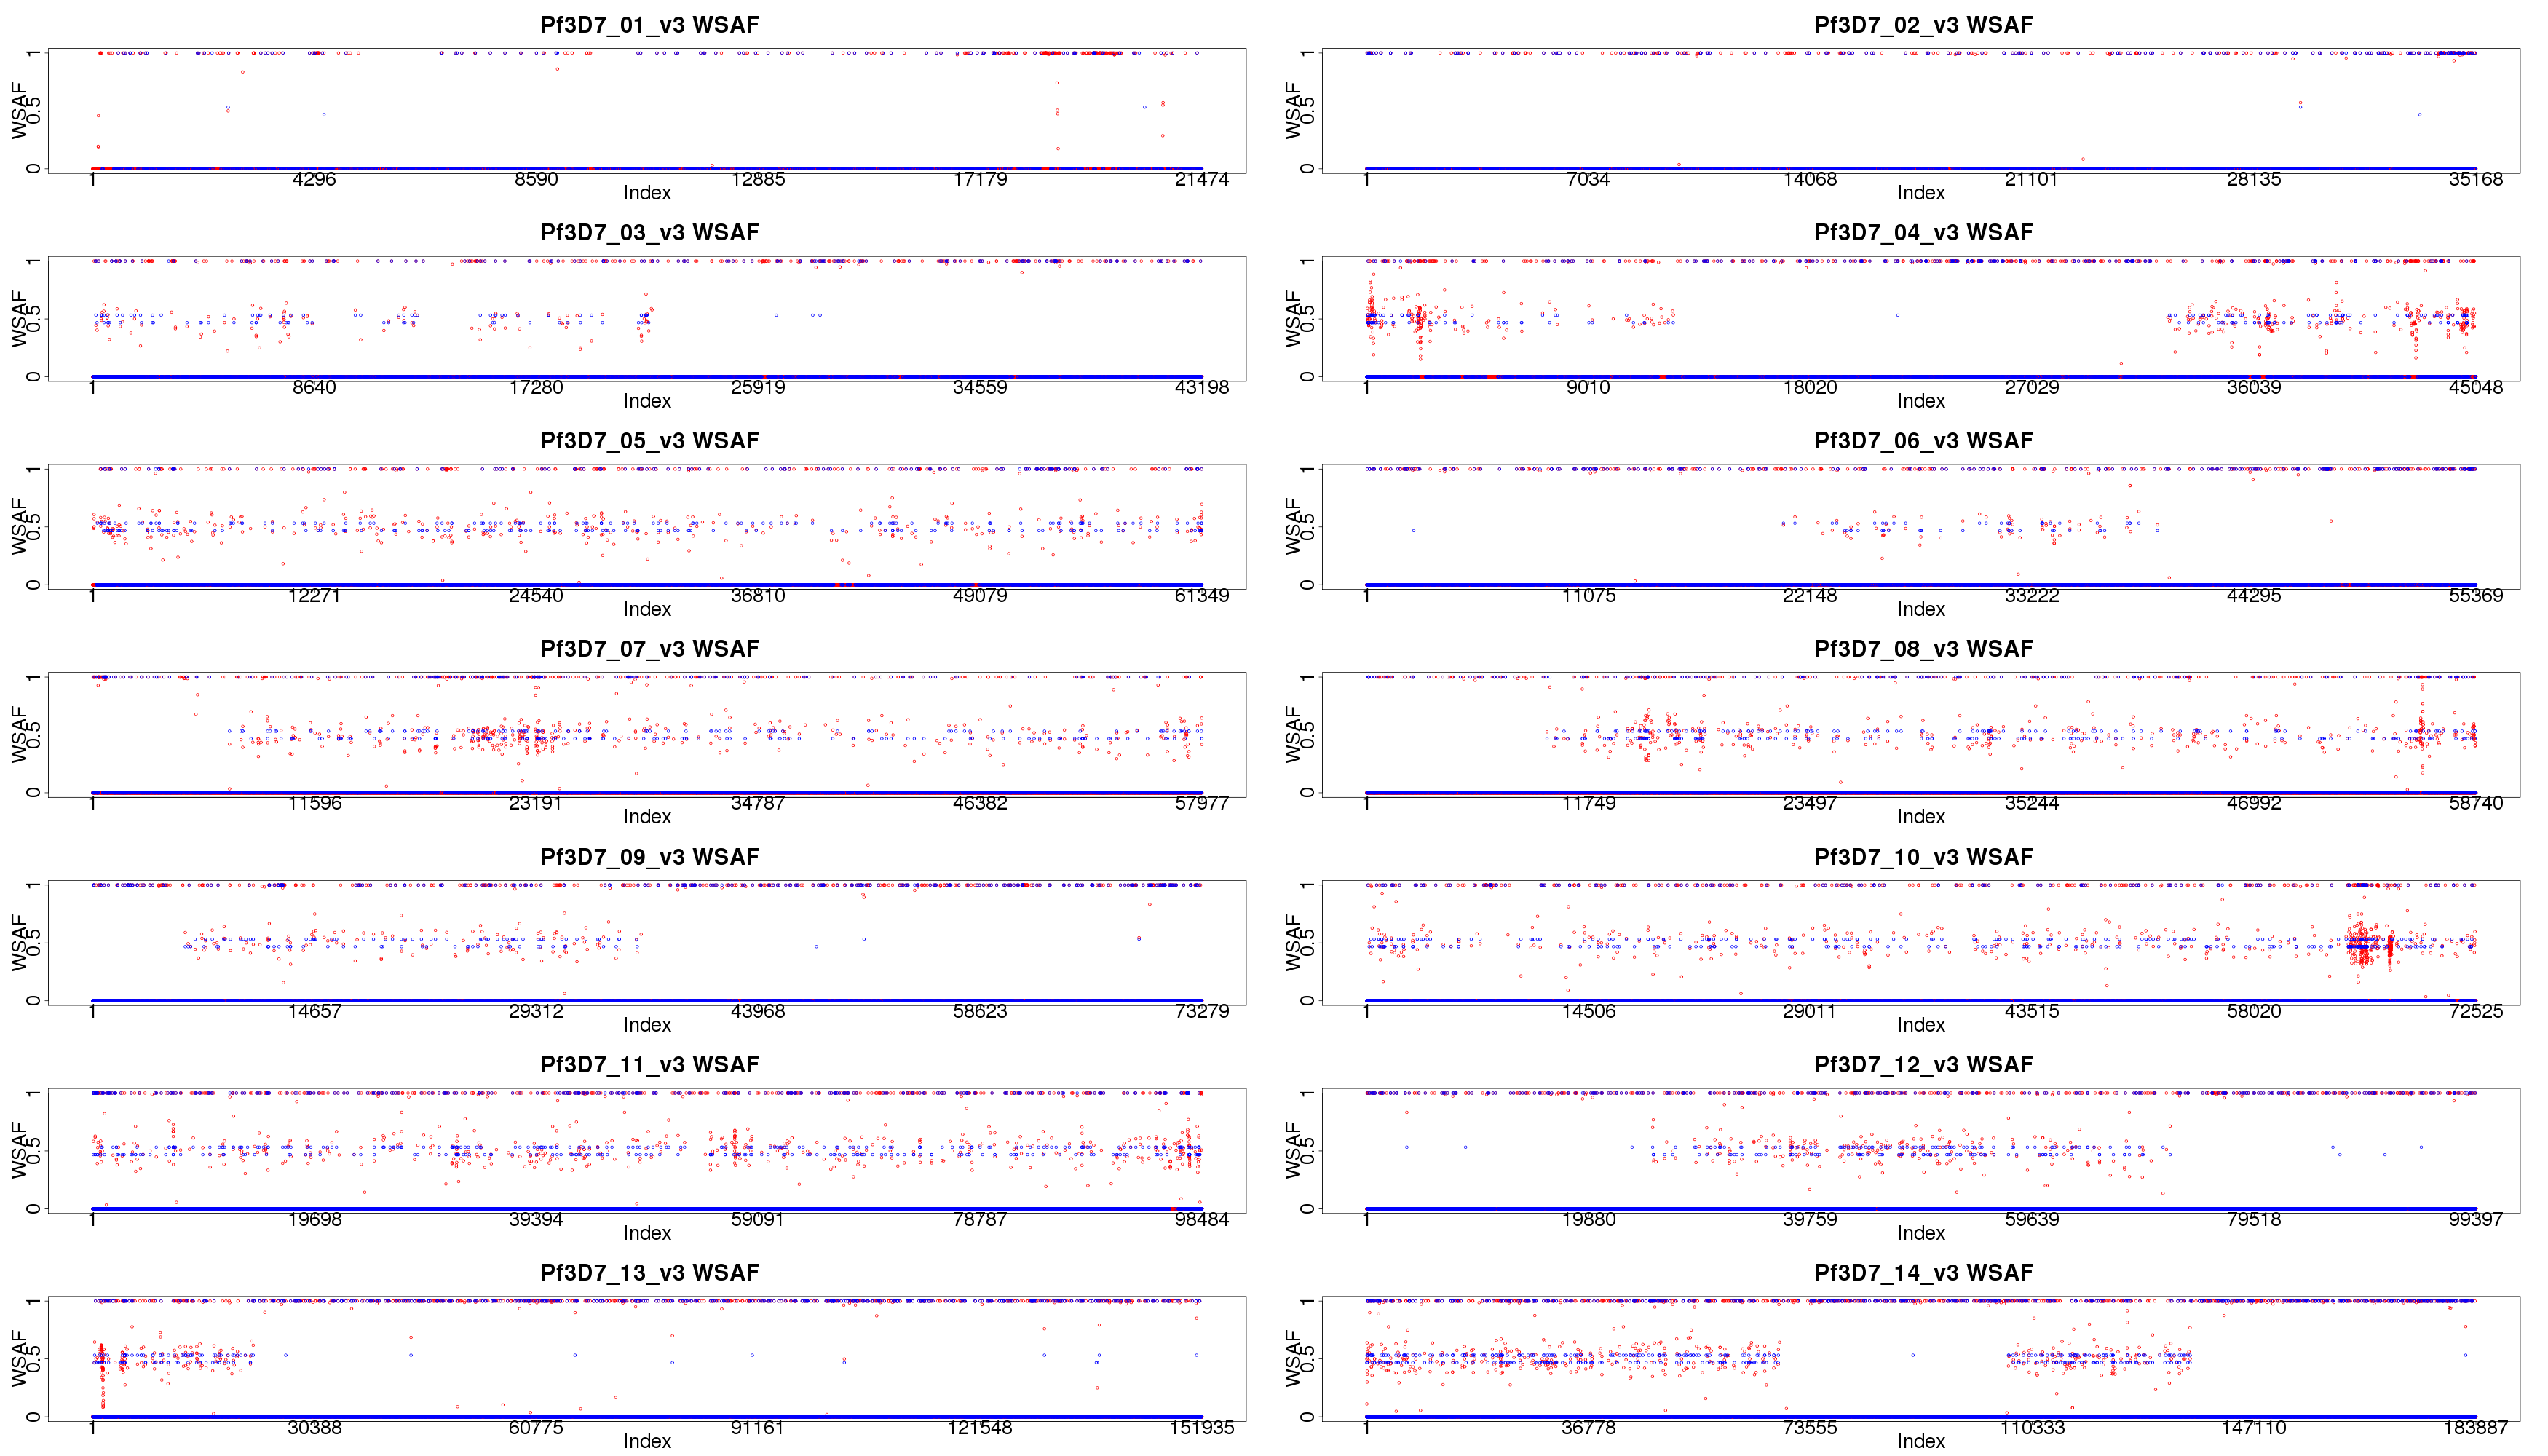 Pf3D7_01_v3 WSAF
WSAF
0 0.5 1
1 4296 8590 12885 17179 21474
Index
Pf3D7_02_v3 WSAF
WSAF
0 0.5 1
1 7034 14068 21101 28135 35168
Index
Pf3D7_03_v3 WSAF
WSAF
0 0.5 1
1 8640 17280 25919 34559 43198
Index
Pf3D7_04_v3 WSAF
WSAF
0 0.5 1
1 9010 18020 27029 36039 45048
Index
Pf3D7_05_v3 WSAF
WSAF
0 0.5 1
1 12271 24540 36810 49079 61349
Index
Pf3D7_06_v3 WSAF
WSAF
0 0.5 1
1 11075 22148 33222 44295 55369
Index
Pf3D7_07_v3 WSAF
WSAF
0 0.5 1
1 11596 23191 34787 46382 57977
Index
Pf3D7_08_v3 WSAF
WSAF
0 0.5 1
1 11749 23497 35244 46992 58740
Index
Pf3D7_09_v3 WSAF
WSAF
0 0.5 1
1 14657 29312 43968 58623 73279
Index
Pf3D7_10_v3 WSAF
WSAF
0 0.5 1
1 14506 29011 43515 58020 72525
Index
Pf3D7_11_v3 WSAF
WSAF
0 0.5 1
1 19698 39394 59091 78787 98484
Index
Pf3D7_12_v3 WSAF
WSAF
0 0.5 1
1 19880 39759 59639 79518 99397
Index
Pf3D7_13_v3 WSAF
WSAF
0 0.5 1
1 30388 60775 91161 121548 151935
Index
Pf3D7_14_v3 WSAF
WSAF
0 0.5 1
1 36778 73555 110333 147110 183887
Index